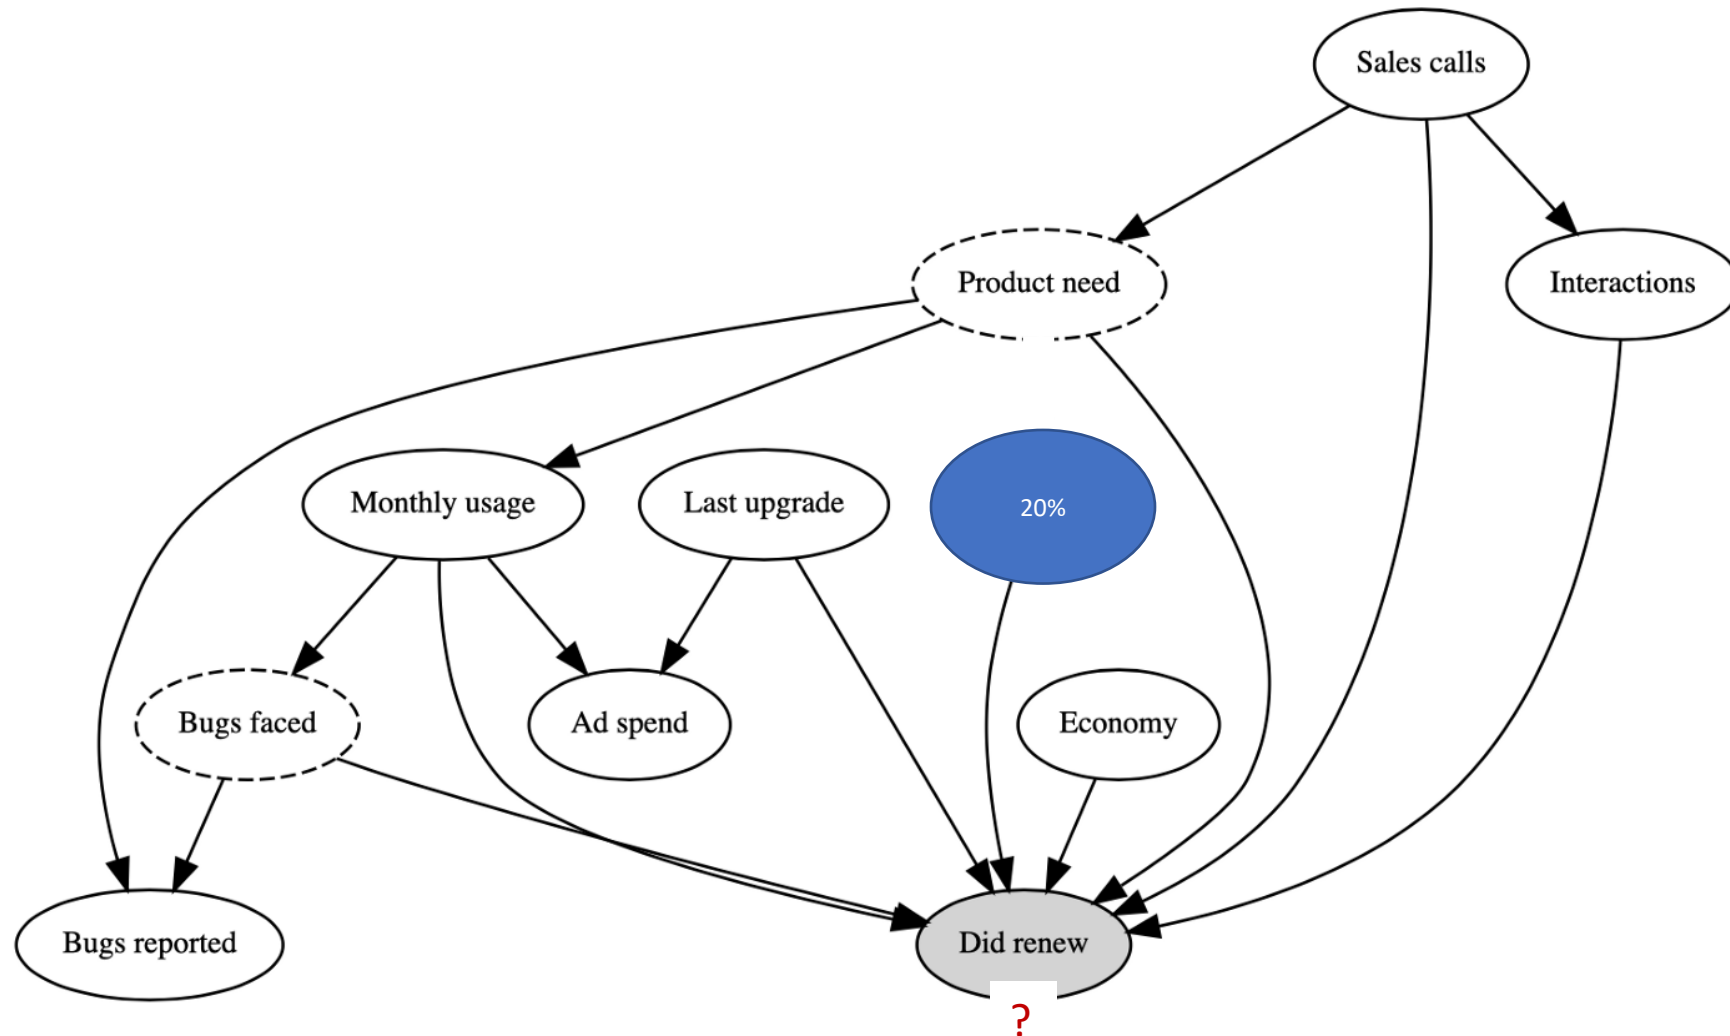 Sales calls
Product need
Interactions
Monthly usage
Last upgrade
20%
Bugs faced
Ad spend
Economy
Bugs reported
Did renew
?